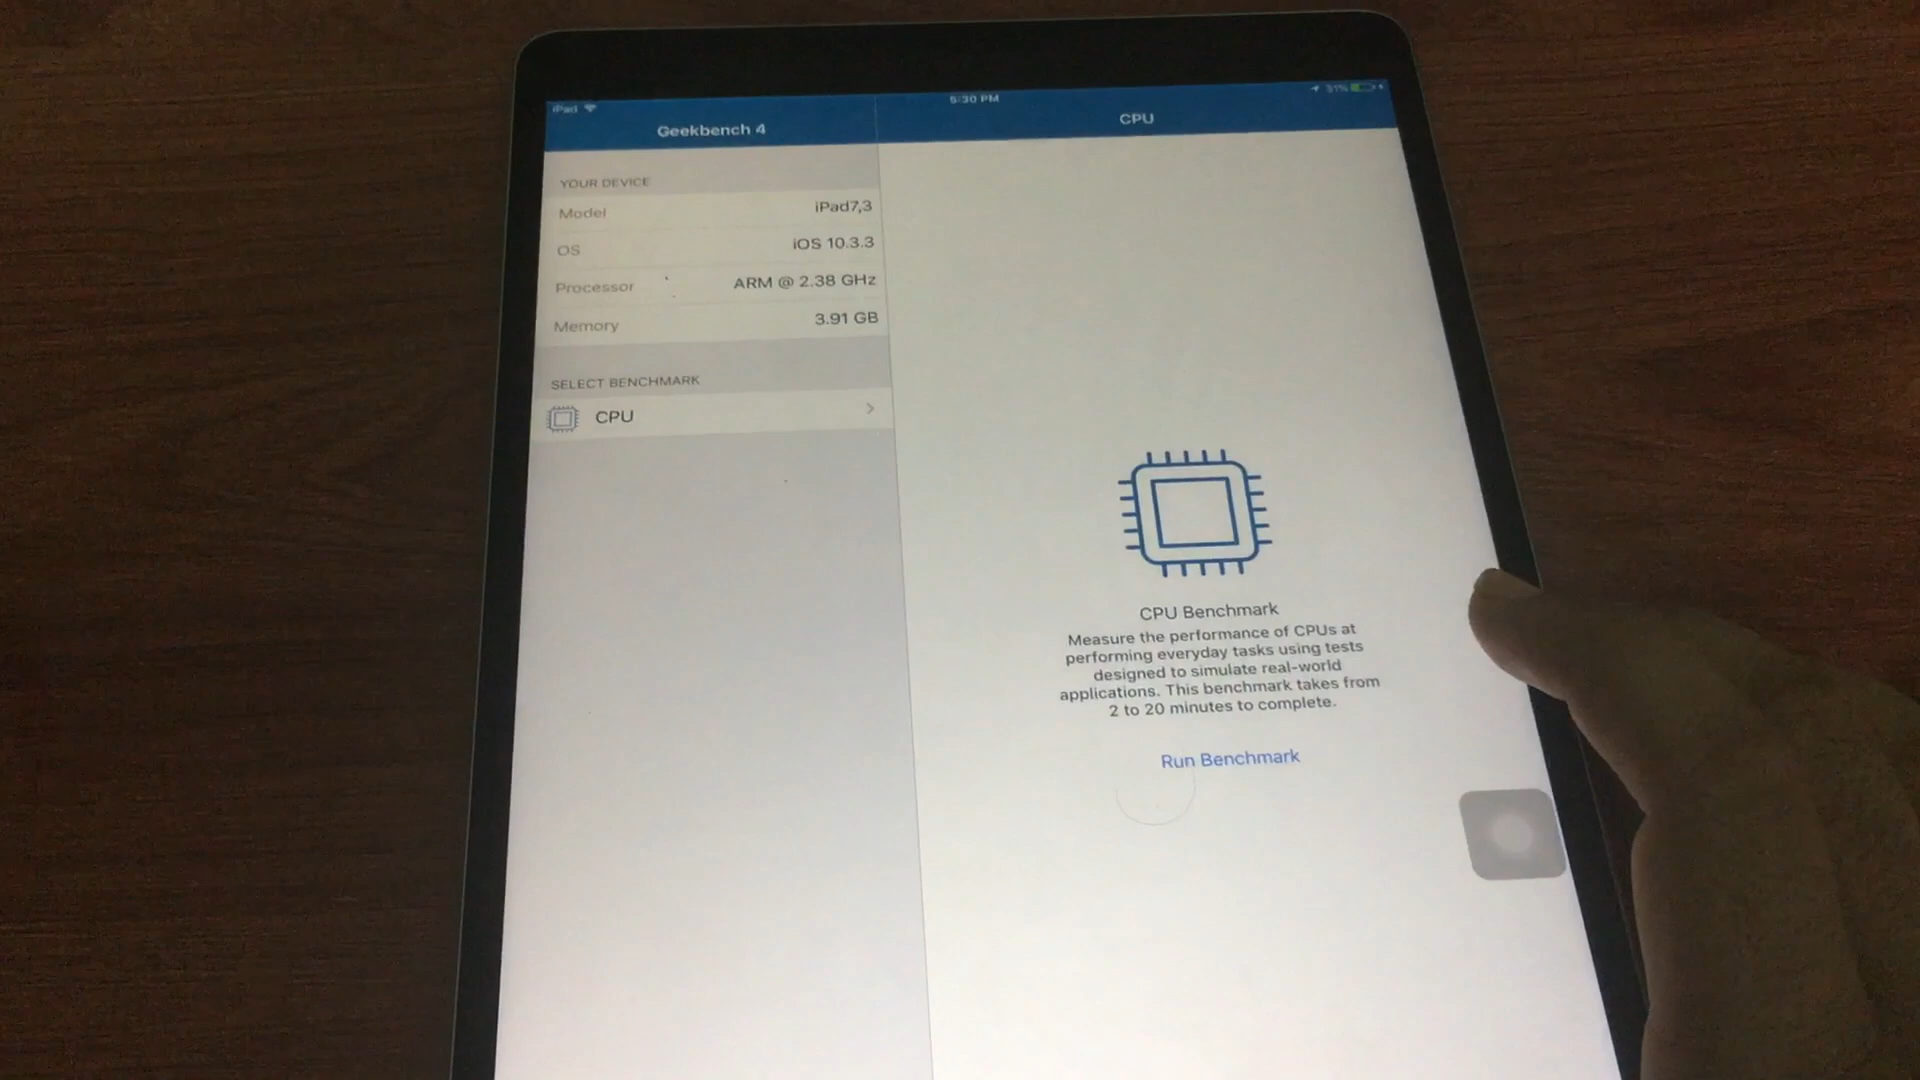 iPad
5:30 PM
31%
Geekbench 4
CPU
YOUR DEVICE
Model iPad7,3
OS iOS 10.3.3
Processor ARM @ 2.38 GHz
Memory 3.91 GB
SELECT BENCHMARK
CPU
CPU Benchmark
Measure the performance of CPUs at
performing everyday tasks using tests
designed to simulate real-world
applications. This benchmark takes from
2 to 20 minutes to complete.
Run Benchmark